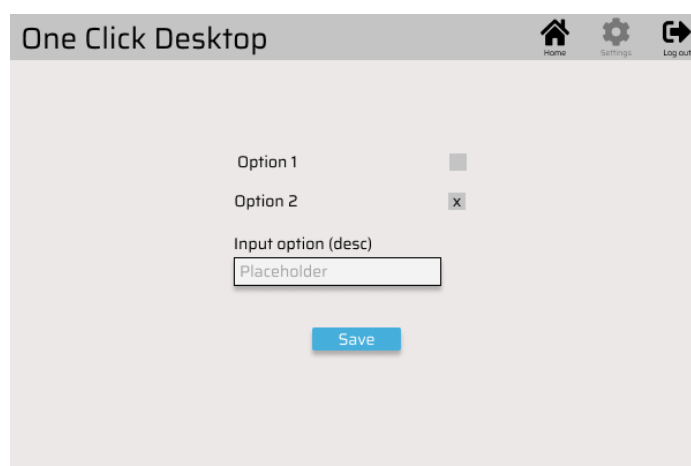 One Click Desktop
Home
Settings
Log out
Option 1
Option 2 x
Input option (desc)
Placeholder
Save